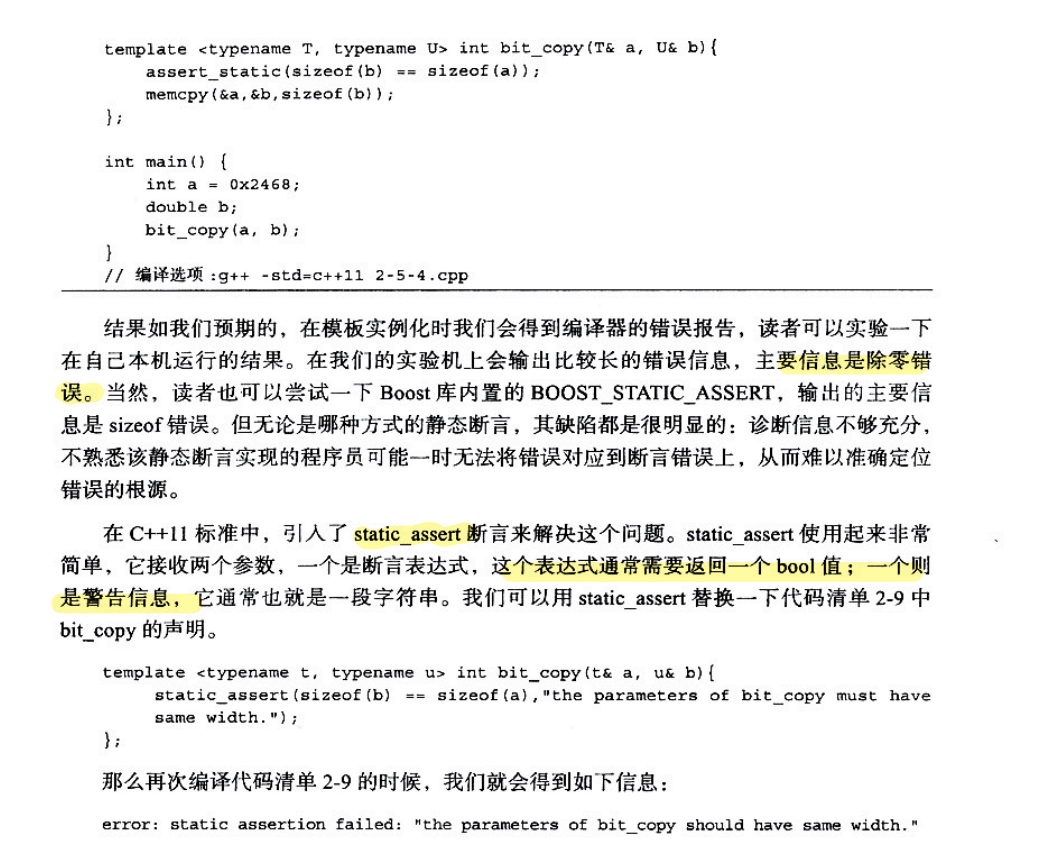 template <typename T, typename U> int bit_copy(T& a, U& b){
    assert_static(sizeof(b) == sizeof(a));
    memcpy(&a,&b,sizeof(b));
};
int main() {
    int a = 0x2468;
    double b;
    bit_copy(a, b);
}
// 编译选项:g++ -std=c++11 2-5-4.cpp
结果如我们预期的，在模板实例化时我们会得到编译器的错误报告，读者可以实验一下
在自己本机运行的结果。在我们的实验机上会输出比较长的错误信息，主要信息是除零错
误。当然，读者也可以尝试一下 Boost 库内置的 BOOST_STATIC_ASSERT，输出的主要信
息是 sizeof 错误。但无论是哪种方式的静态断言，其缺陷都是很明显的：诊断信息不够充分，
不熟悉该静态断言实现的程序员可能一时无法将错误对应到断言错误上，从而难以准确定位
错误的根源。
在 C++11 标准中，引入了 static_assert 断言来解决这个问题。static_assert 使用起来非常
简单，它接收两个参数，一个是断言表达式，这个表达式通常需要返回一个 bool 值；一个则
是警告信息，它通常也就是一段字符串。我们可以用 static_assert 替换一下代码清单 2-9 中
bit_copy 的声明。
template <typename t, typename u> int bit_copy(t& a, u& b){
    static_assert(sizeof(b) == sizeof(a),"the parameters of bit_copy must have
    same width.");
};
那么再次编译代码清单 2-9 的时候，我们就会得到如下信息：
error: static assertion failed: "the parameters of bit_copy should have same width."